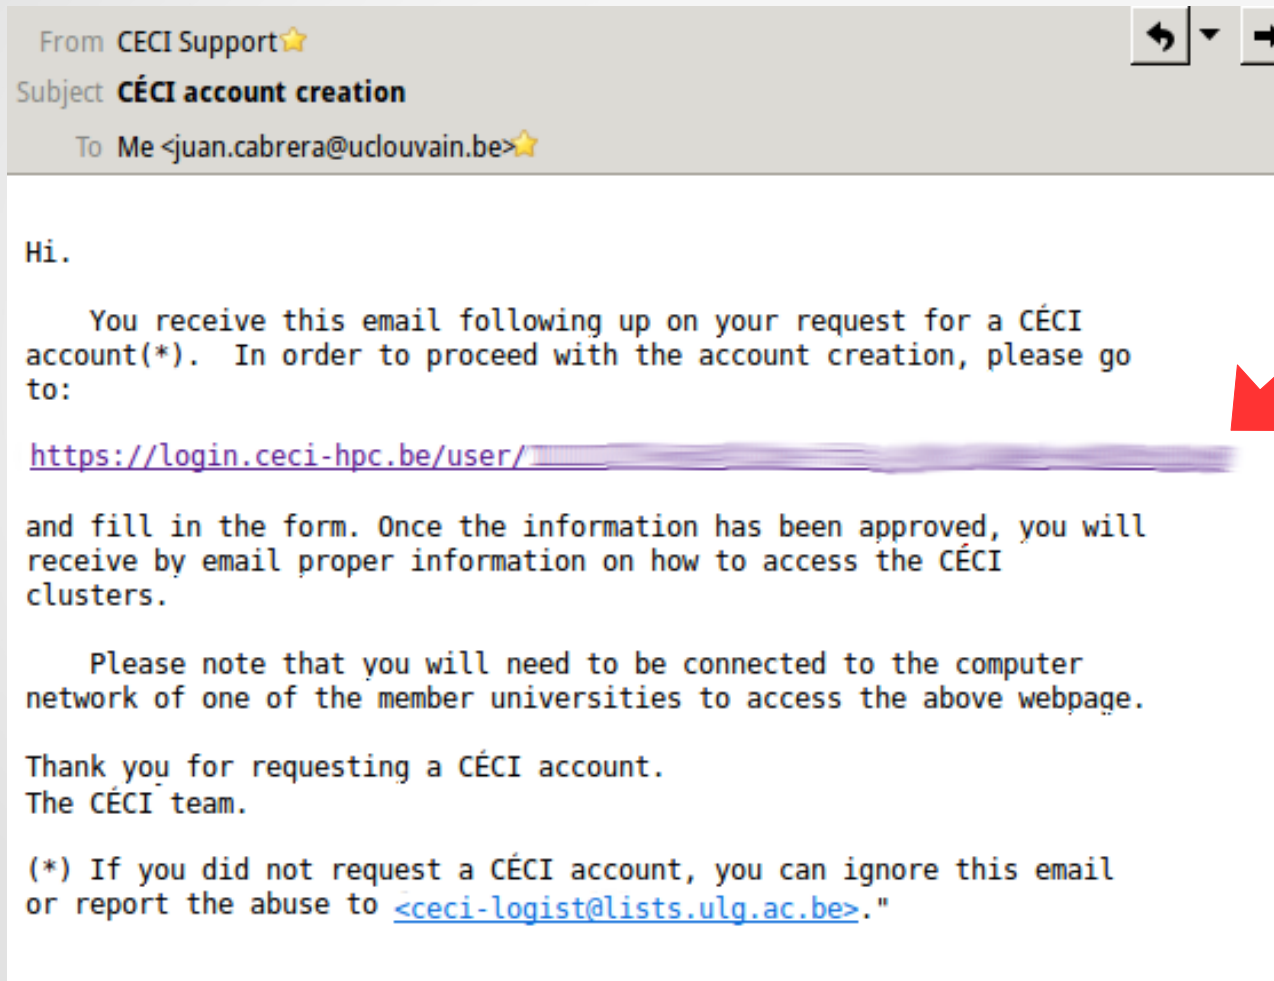 From CECI Support
Subject CÉCI account creation
To Me <juan.cabrera@uclouvain.be>
Hi.
You receive this email following up on your request for a CÉCI
account(*). In order to proceed with the account creation, please go
to:
https://login.ceci-hpc.be/user/
and fill in the form. Once the information has been approved, you will
receive by email proper information on how to access the CÉCI
clusters.
Please note that you will need to be connected to the computer
network of one of the member universities to access the above webpage.
Thank you for requesting a CÉCI account.
The CÉCI team.
(*) If you did not request a CÉCI account, you can ignore this email
or report the abuse to <ceci-logist@lists.ulg.ac.be>."